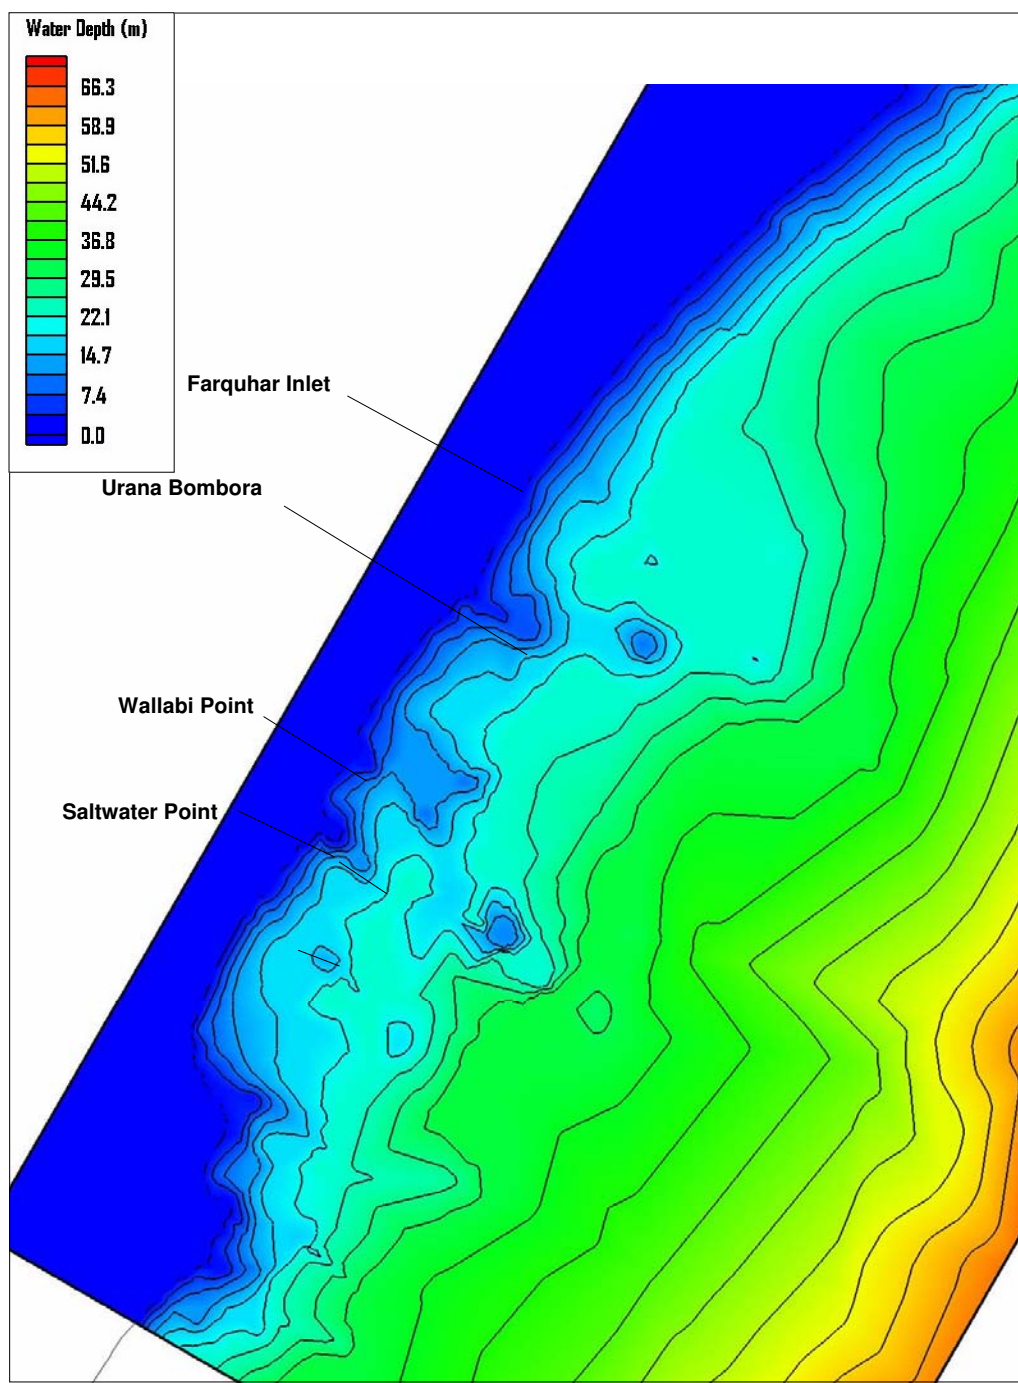 Water Depth (m)
66.3
58.9
51.6
44.2
36.8
29.5
22.1
14.7
7.4
0.0
Farquhar Inlet
Urana Bombora
Wallabi Point
Saltwater Point